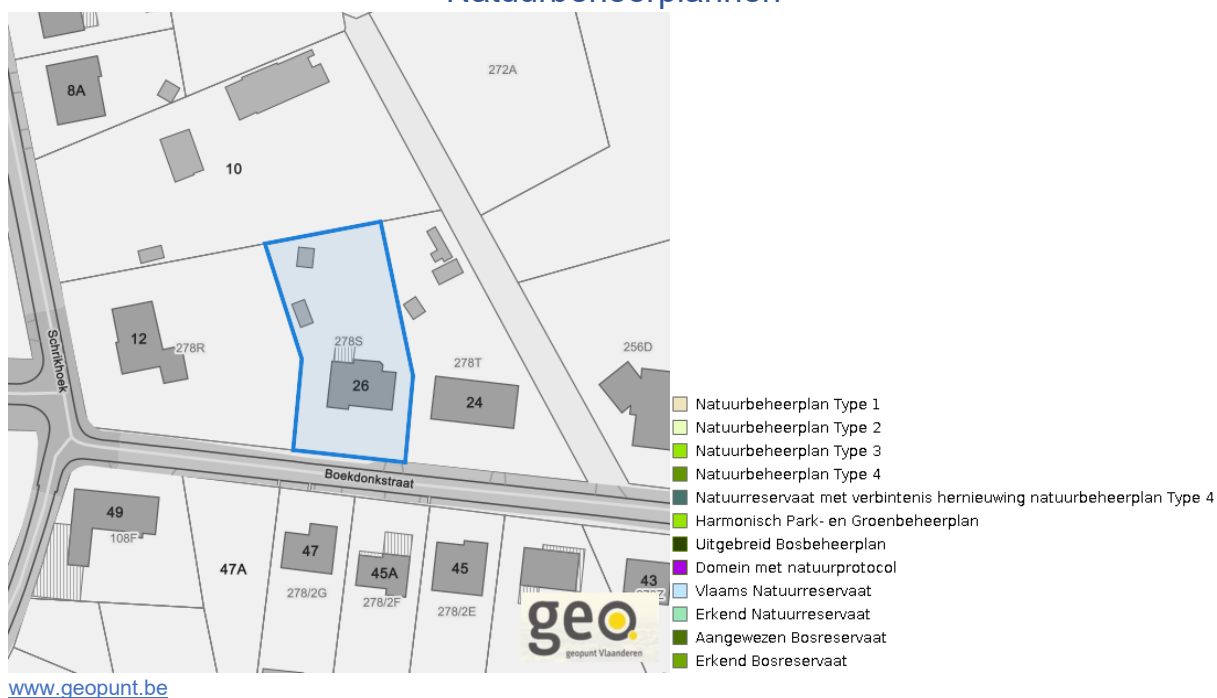 Natuurbeheerplannen
8A
272A
10
Schrikhoek
12
278R
278S
26
278T
24
256D
Boekdonkstraat
49
108F
47A
47
278/2G
45A
278/2F
45
278/2E
43
geo
geopunt Vlaanderen
Natuurbeheerplan Type 1
Natuurbeheerplan Type 2
Natuurbeheerplan Type 3
Natuurbeheerplan Type 4
Natuurreservaat met verbintenis hernieuwing natuurbeheerplan Type 4
Harmonisch Park- en Groenbeheerplan
Uitgebreid Bosbeheerplan
Domein met natuurprotocol
Vlaams Natuurreservaat
Erkend Natuurreservaat
Aangewezen Bosreservaat
Erkend Bosreservaat
www.geopunt.be